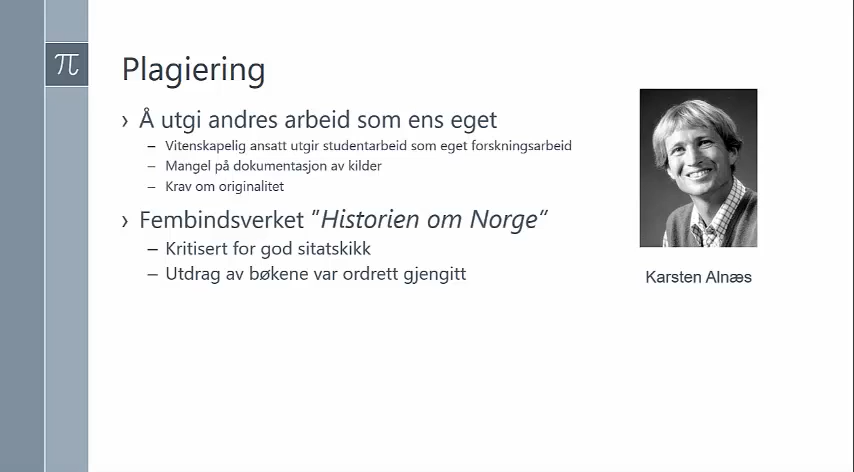 π
Plagiering
› Å utgi andres arbeid som ens eget
– Vitenskapelig ansatt utgir studentarbeid som eget forskningsarbeid
– Mangel på dokumentasjon av kilder
– Krav om originalitet
› Fembindsverket "Historien om Norge"
– Kritisert for god sitatskikk
– Utdrag av bøkene var ordrett gjengitt
Karsten Alnæs